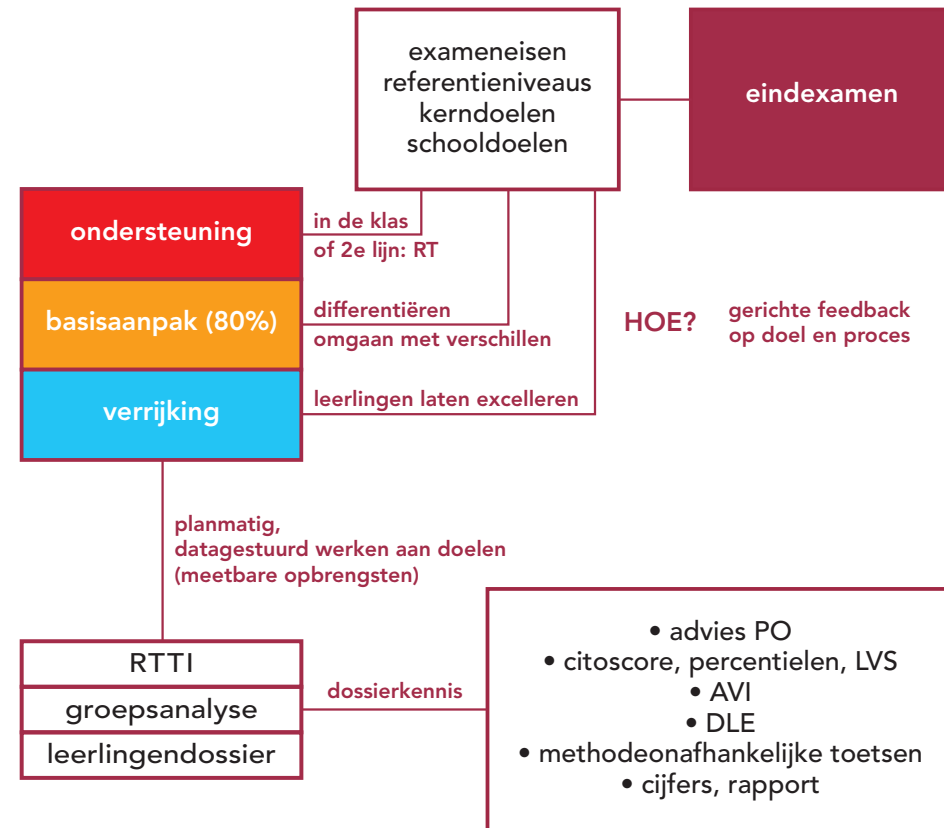 exameneisen
referentieniveaus
kerndoelen
schooldoelen
eindexamen
ondersteuning
in de klas
of 2e lijn: RT
basisaanpak (80%)
differentiëren
omgaan met verschillen
HOE?
gerichte feedback
op doel en proces
verrijking
leerlingen laten excelleren
planmatig,
datagestuurd werken aan doelen
(meetbare opbrengsten)
RTTI
groepsanalyse
leerlingendossier
dossierkennis
• advies PO
• citoscore, percentielen, LVS
• AVI
• DLE
• methodeonafhankelijke toetsen
• cijfers, rapport